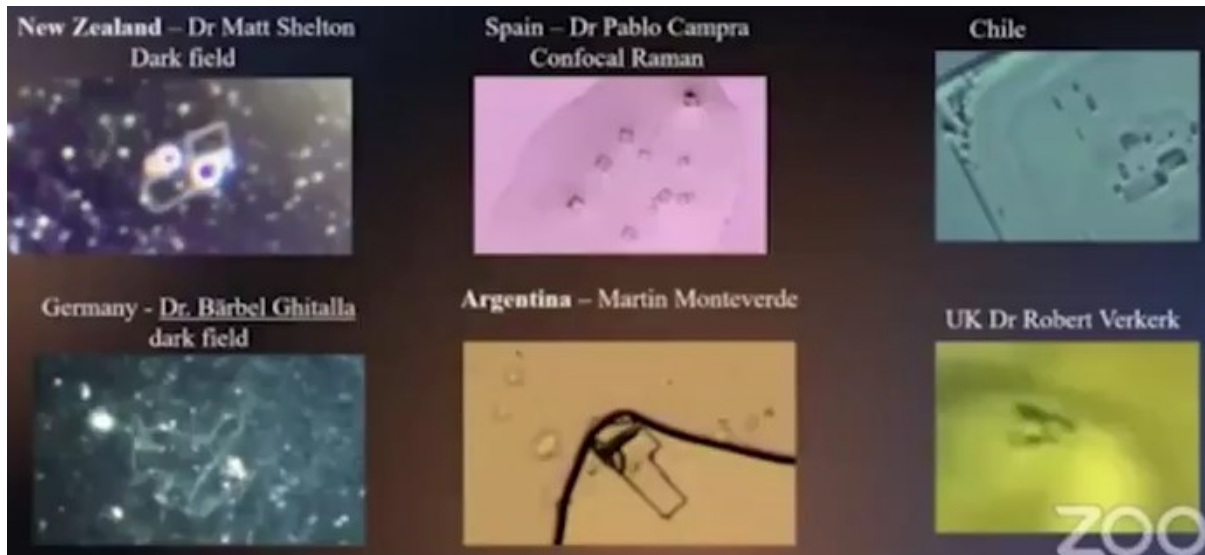 New Zealand – Dr Matt Shelton
Dark field
Spain – Dr Pablo Campra
Confocal Raman
Chile
Germany - Dr. Bärbel Ghitalla
dark field
Argentina – Martin Monteverde
UK Dr Robert Verkerk
ZOO